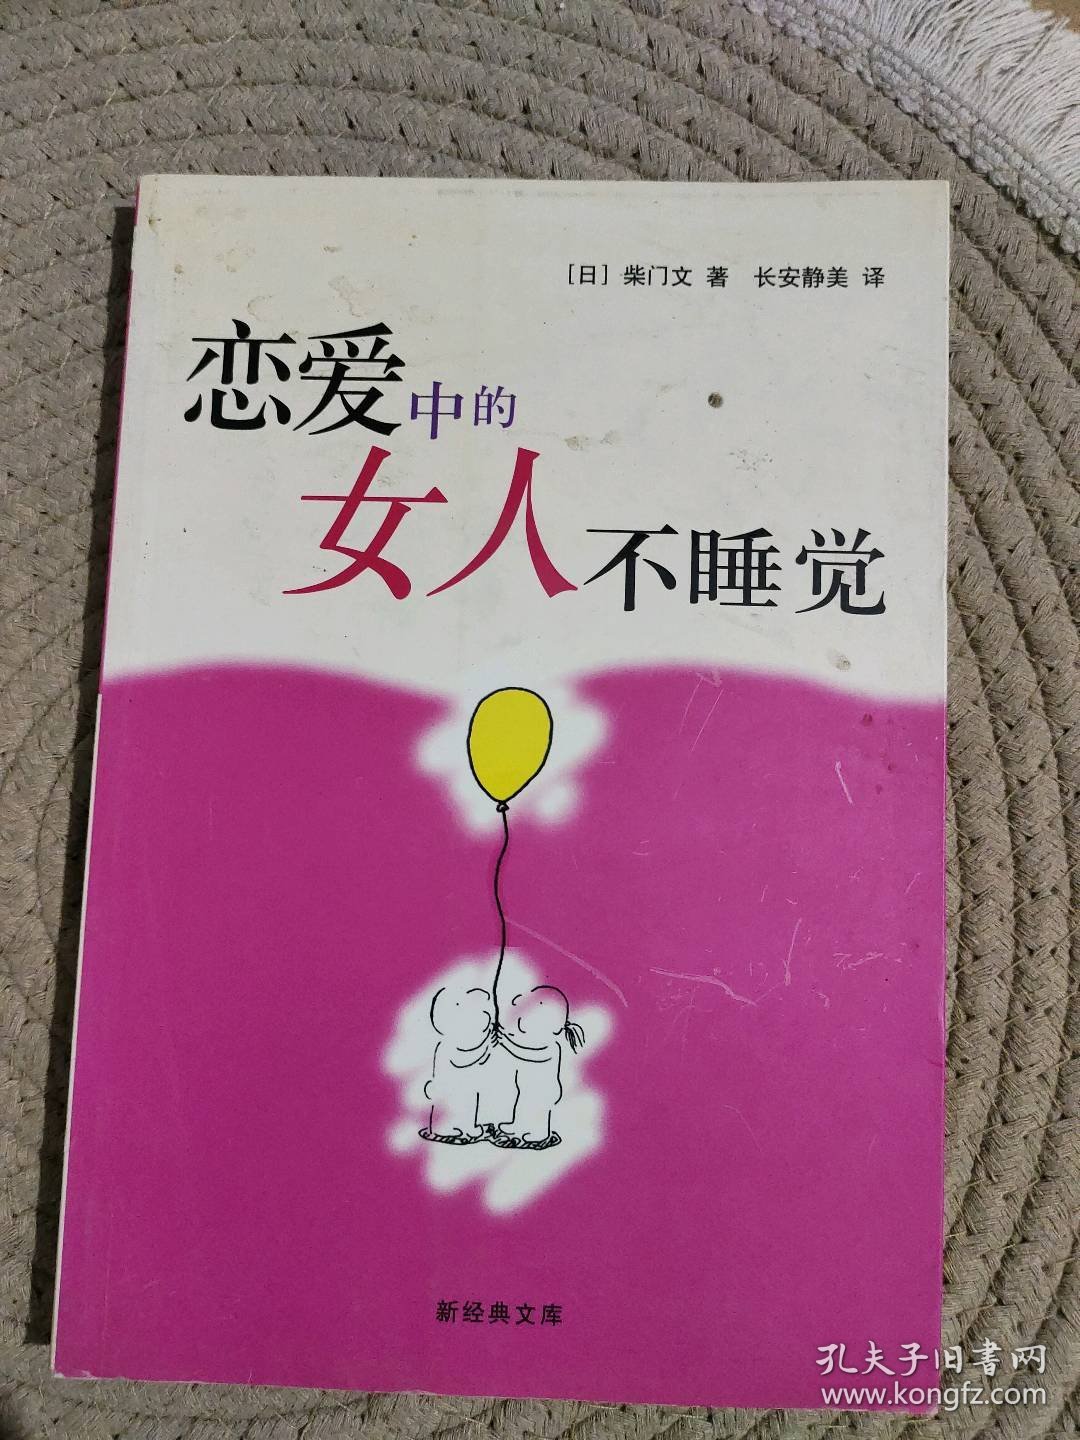 [日] 柴门文 著 长安静美 译
恋爱中的
女人不睡觉
新经典文库
孔夫子旧書网
www.kongfz.com